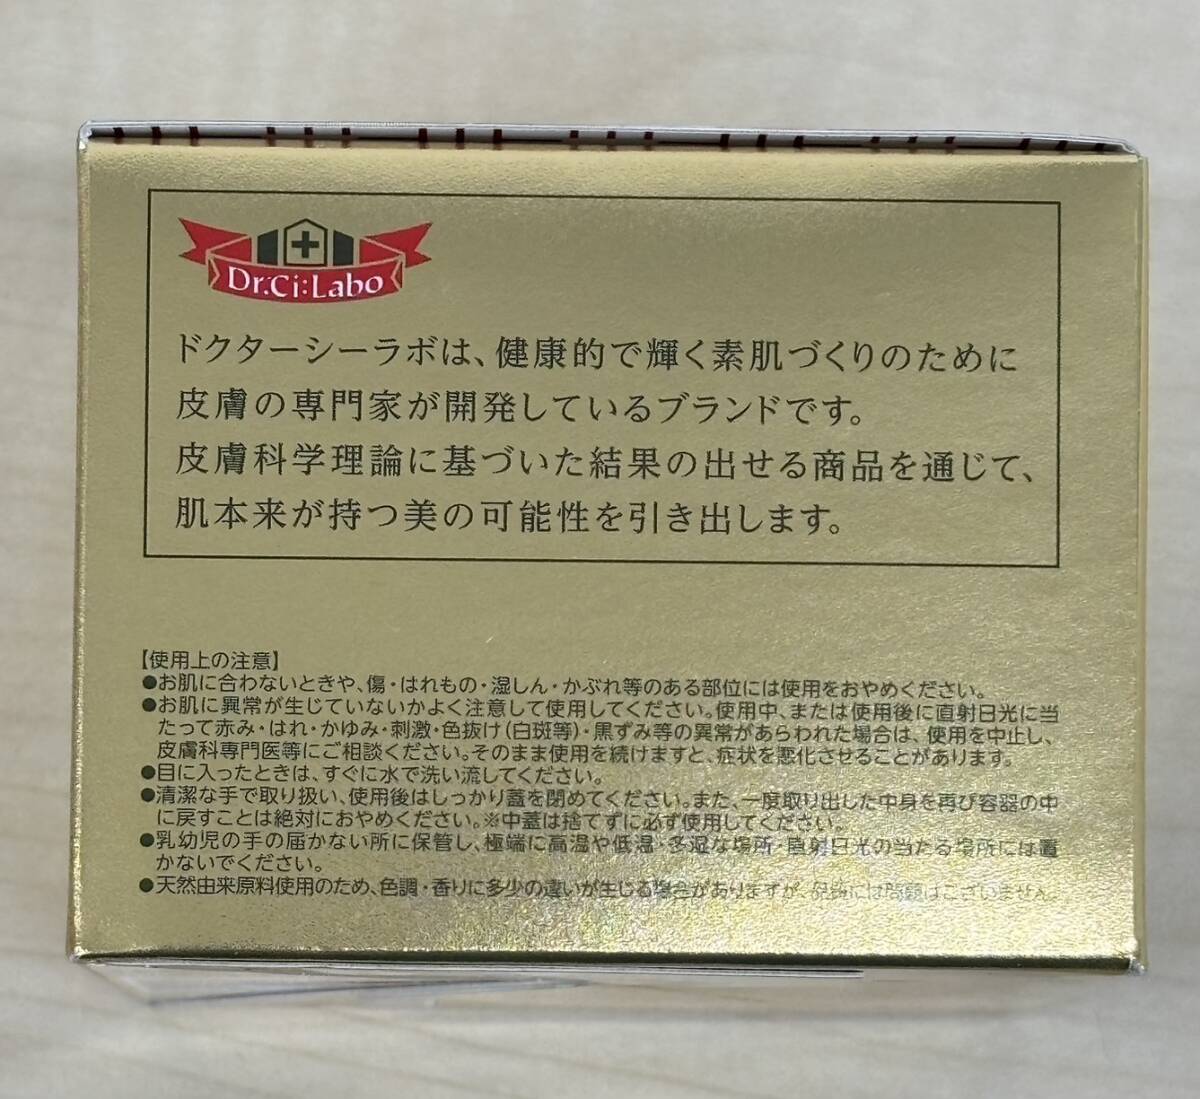 Dr.Ci:Labo
ドクターシーラボは、健康的で輝く素肌づくりのために
皮膚の専門家が開発しているブランドです。
皮膚科学理論に基づいた結果の出せる商品を通じて、
肌本来が持つ美の可能性を引き出します。
【使用上の注意】
●お肌に合わないときや、傷・はれもの・湿しん・かぶれ等のある部位には使用をおやめください。
●お肌に異常が生じていないかよく注意して使用してください。使用中、または使用後に直射日光に当
たって赤み・はれ・かゆみ・刺激・色抜け(白斑等)・黒ずみ等の異常があらわれた場合は、使用を中止し、
皮膚科専門医等にご相談ください。そのまま使用を続けますと、症状を悪化させることがあります。
●目に入ったときは、すぐに水で洗い流してください。
●清潔な手で取り扱い、使用後はしっかり蓋を閉めてください。また、一度取り出した中身を再び容器の中
に戻すことは絶対におやめください。※中蓋は捨てずに必ず使用してください。
●乳幼児の手の届かない所に保管し、極端に高温や低温・多湿な場所・直射日光の当たる場所には置
かないでください。
●天然由来原料使用のため、色調・香りに多少の違いが生じる場合がありますが、品質には問題はございません。